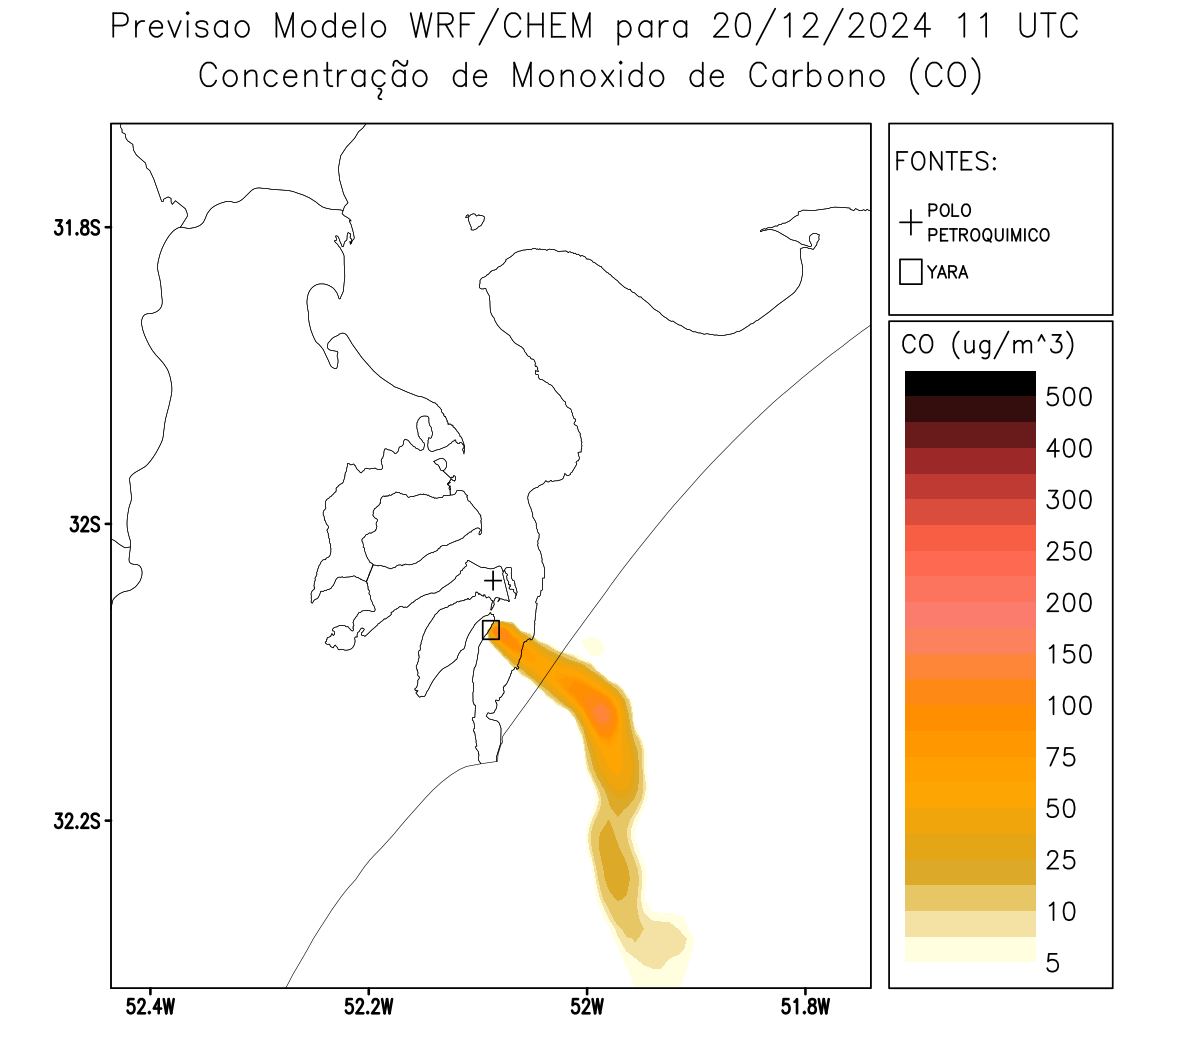 Previsao Modelo WRF/CHEM para 20/12/2024 11 UTC
Concentração de Monoxido de Carbono (CO)
FONTES:
POLO
PETROQUIMICO
YARA
CO (ug/m^3)
500
400
300
250
200
150
100
75
50
25
10
5
31.8S
32S
32.2S
52.4W
52.2W
52W
51.8W